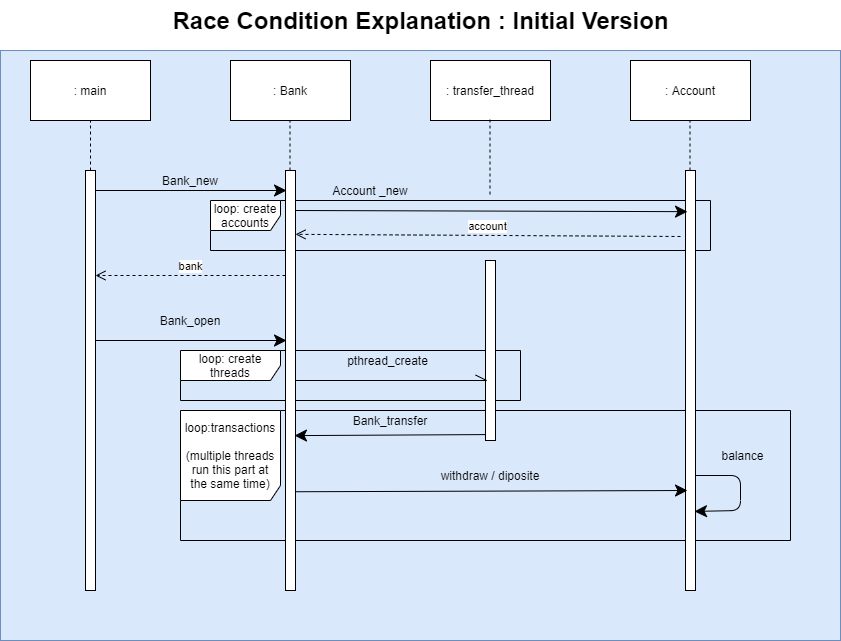 Race Condition Explanation : Initial Version
: main
: Bank
: transfer_thread
: Account
Bank_new
Account _new
loop: create
accounts
account
bank
Bank_open
loop: create
threads
pthread_create
loop:transactions
(multiple threads
run this part at
the same time)
Bank_transfer
withdraw / diposite
balance